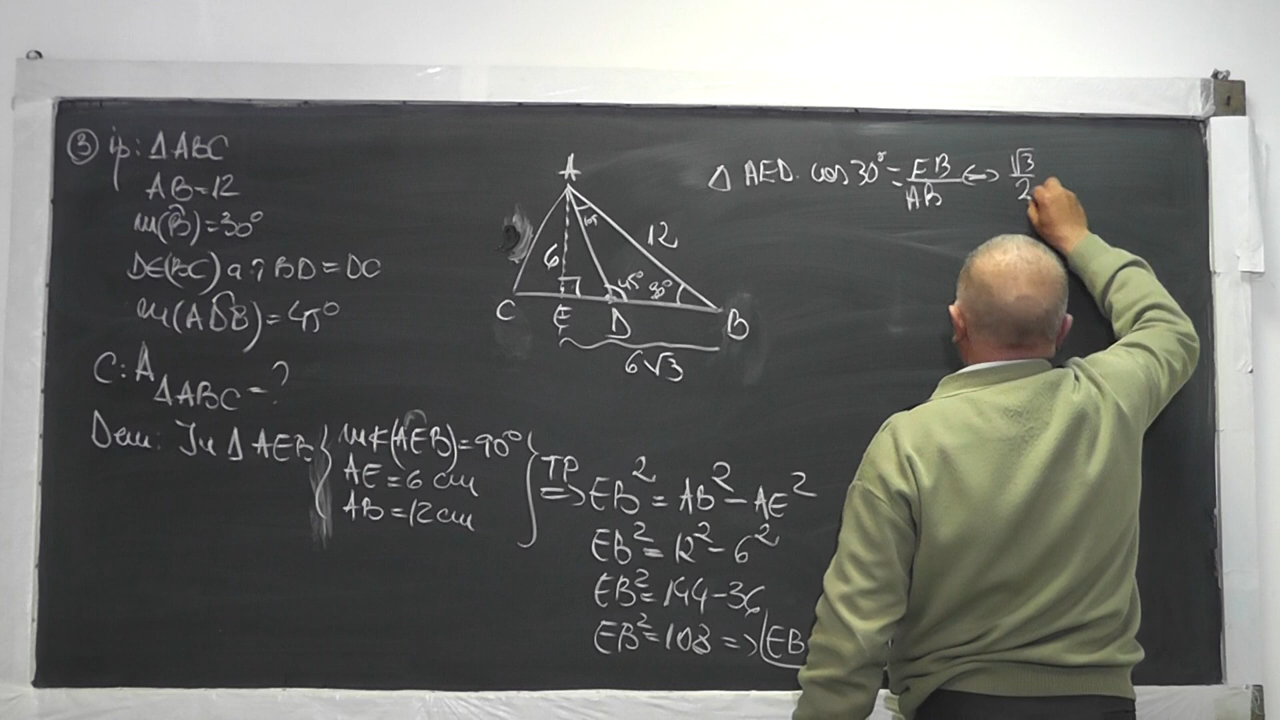 ③ ip: ΔABC
AB=12
m(B̂)=30°
D∈(BC) a î BD=DC
m(ADB)=45°
C: A ΔABC=?
Dem: În ΔAEB { m∢(AEB)=90°
AE=6 cm
AB=12 cm } TP => EB²=AB²-AE²
EB²=12²-6²
EB²=144-36
EB²=108 => EB
A
12
6
45° 30°
C E D B
6√3
Δ AED. cos 30°=EB/AB <=> √3/2